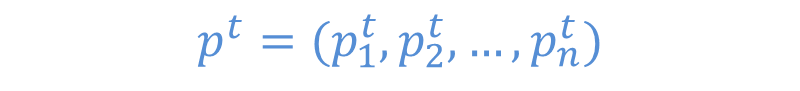 p^t = (p_1^t, p_2^t, … , p_n^t)